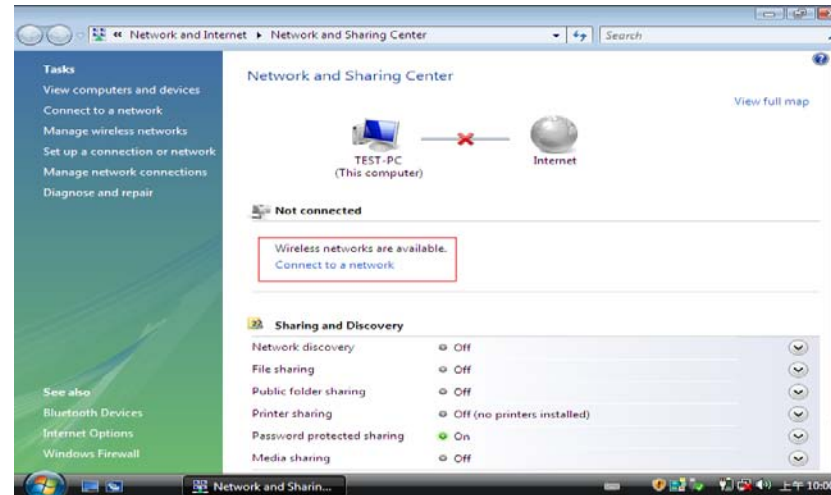 « Network and Internet ▸ Network and Sharing Center
Search
Tasks
View computers and devices
Connect to a network
Manage wireless networks
Set up a connection or network
Manage network connections
Diagnose and repair
See also
Bluetooth Devices
Internet Options
Windows Firewall
Network and Sharing Center
View full map
TEST-PC
(This computer)
Internet
Not connected
Wireless networks are available.
Connect to a network
Sharing and Discovery
Network discovery Off
File sharing Off
Public folder sharing Off
Printer sharing Off (no printers installed)
Password protected sharing On
Media sharing Off
Network and Sharin...
上午 10:00